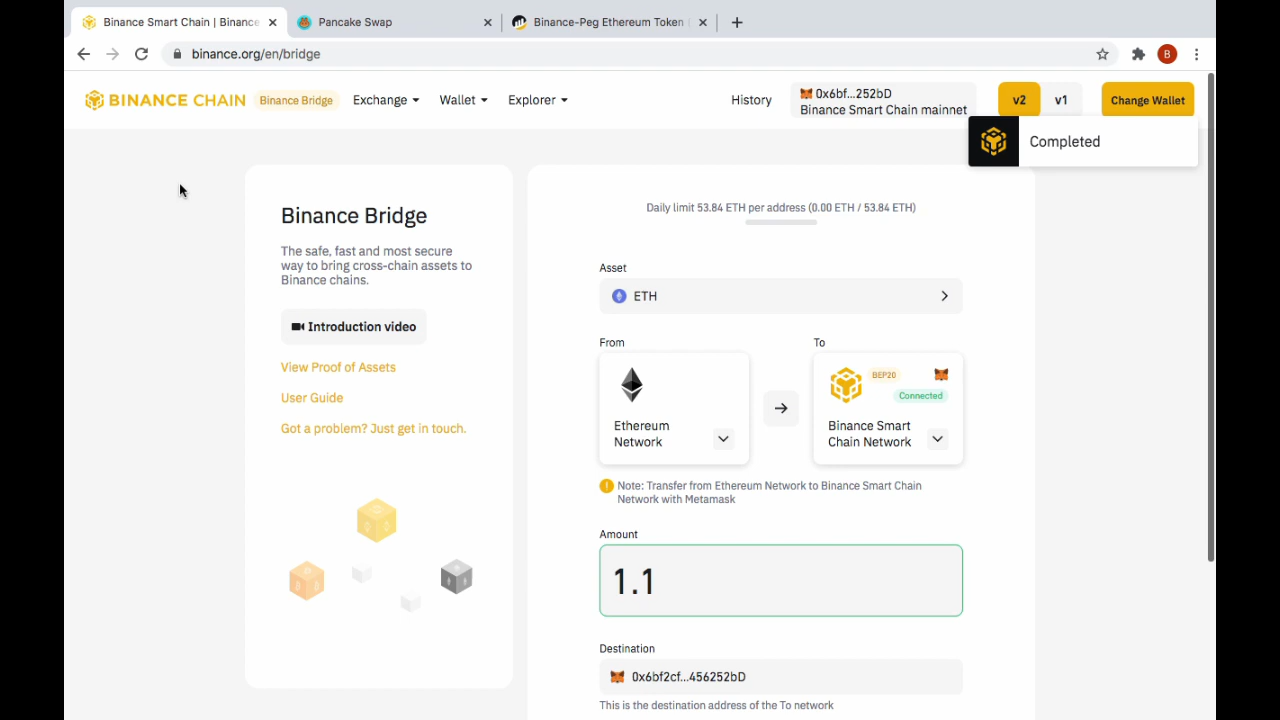 Binance Smart Chain | Binance
Pancake Swap
Binance-Peg Ethereum Token
binance.org/en/bridge
B
BINANCE CHAIN
Binance Bridge
Exchange
Wallet
Explorer
History
0x6bf...252bD
Binance Smart Chain mainnet
v2
v1
Change Wallet
Completed
Binance Bridge
The safe, fast and most secure
way to bring cross-chain assets to
Binance chains.
Introduction video
View Proof of Assets
User Guide
Got a problem? Just get in touch.
Daily limit 53.84 ETH per address (0.00 ETH / 53.84 ETH)
Asset
ETH
From
Ethereum
Network
To
BEP20
Connected
Binance Smart
Chain Network
Note: Transfer from Ethereum Network to Binance Smart Chain
Network with Metamask
Amount
1.1
Destination
0x6bf2cf...456252bD
This is the destination address of the To network